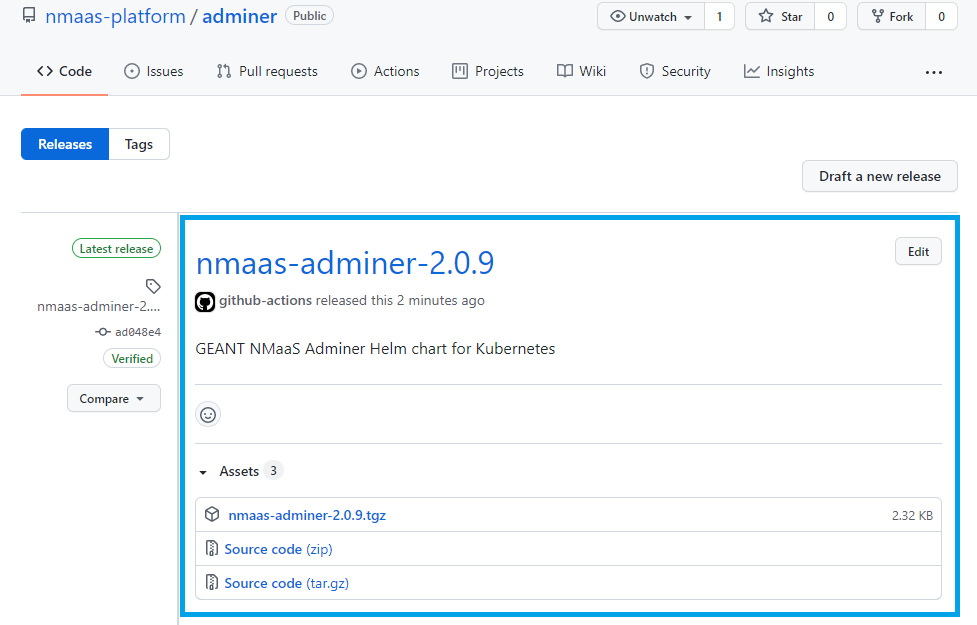 nmaas-platform / adminer Public
Unwatch 1 Star 0 Fork 0
Code Issues Pull requests Actions Projects Wiki Security Insights ...
Releases Tags
Draft a new release
Latest release
nmaas-adminer-2....
ad048e4
Verified
Compare
nmaas-adminer-2.0.9
Edit
github-actions released this 2 minutes ago
GEANT NMaaS Adminer Helm chart for Kubernetes
Assets 3
nmaas-adminer-2.0.9.tgz 2.32 KB
Source code (zip)
Source code (tar.gz)